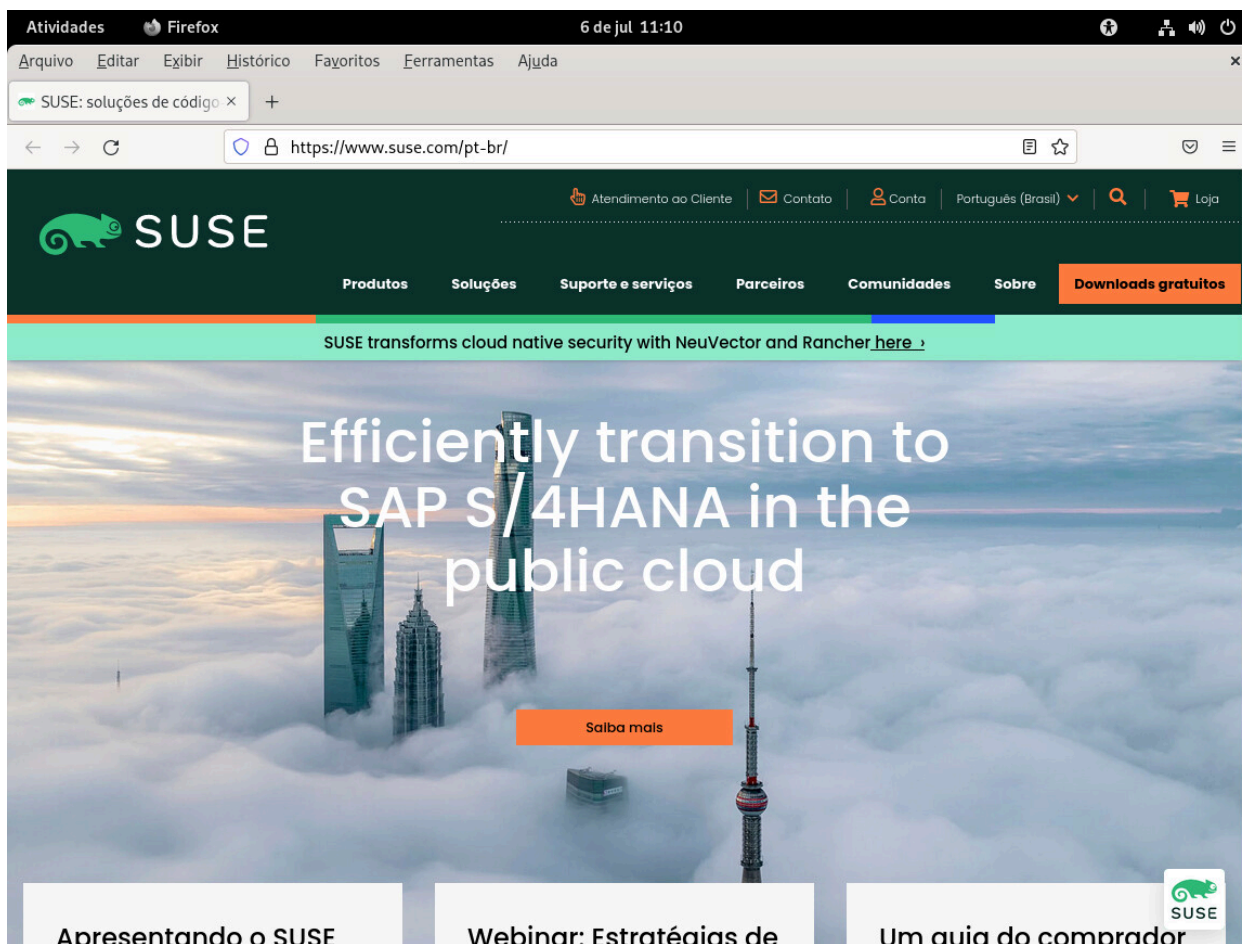 Atividades Firefox 6 de jul 11:10
Arquivo Editar Exibir Histórico Favoritos Ferramentas Ajuda
SUSE: soluções de código
https://www.suse.com/pt-br/
Atendimento ao Cliente Contato Conta Português (Brasil) Loja
SUSE
Produtos Soluções Suporte e serviços Parceiros Comunidades Sobre Downloads gratuitos
SUSE transforms cloud native security with NeuVector and Rancher here ›
Efficiently transition to
SAP S/4HANA in the
public cloud
Saiba mais
SUSE
Apresentando o SUSE Webinar: Estratégias de Um guia do comprador